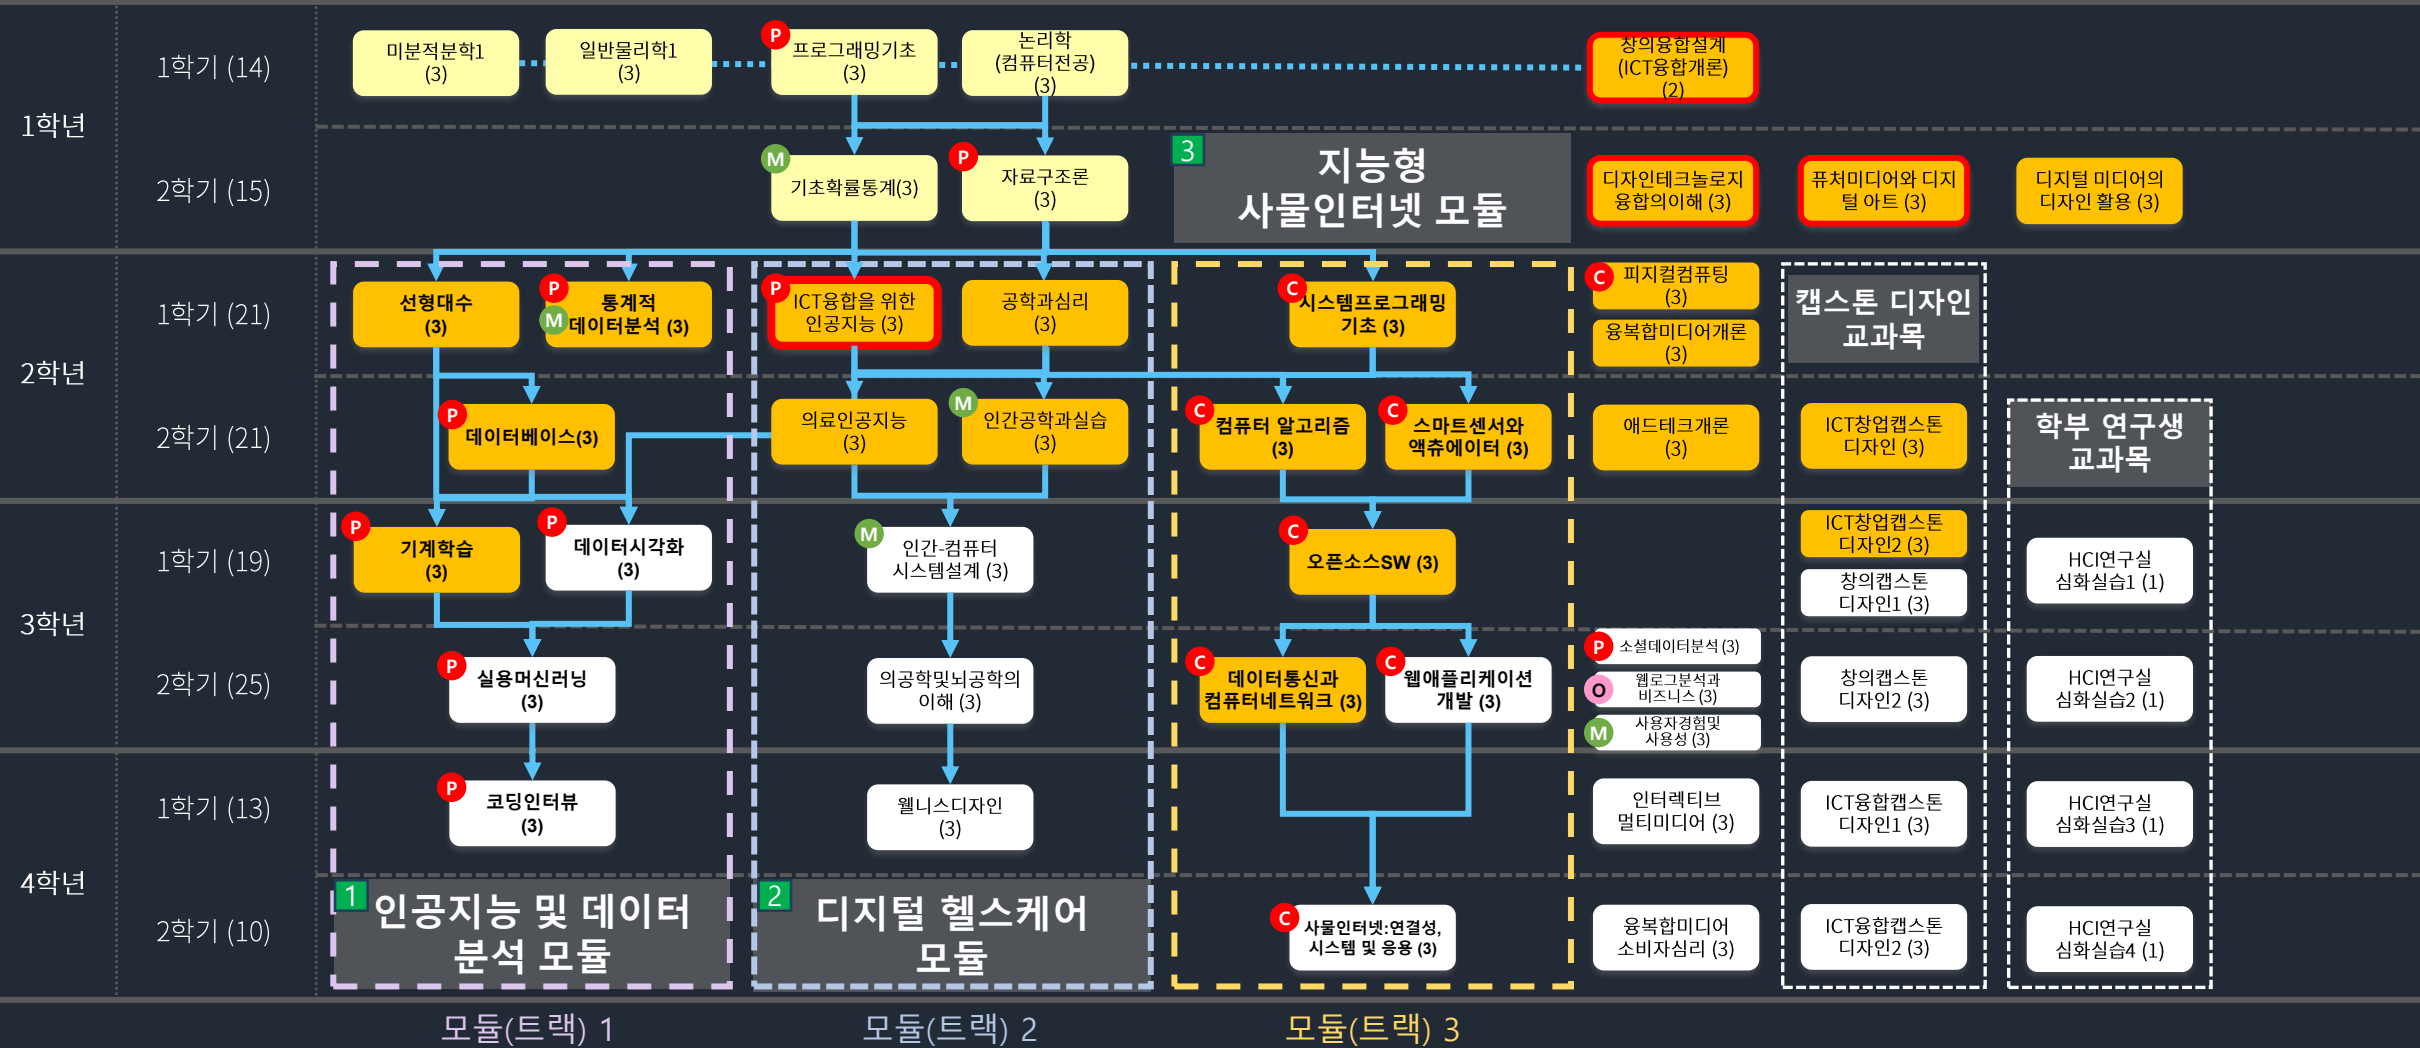 1학년
1학기 (14)
미분적분학1
(3)
일반물리학1
(3)
P
프로그래밍기초
(3)
논리학
(컴퓨터전공)
(3)
창의융합설계
(ICT융합개론)
(2)
2학기 (15)
M
기초확률통계(3)
P
자료구조론
(3)
3
지능형
사물인터넷 모듈
디자인테크놀로지
융합의이해 (3)
퓨처미디어와 디지
털 아트 (3)
디지털 미디어의
디자인 활용 (3)
2학년
1학기 (21)
선형대수
(3)
P
M
통계적
데이터분석 (3)
P
ICT융합을 위한
인공지능 (3)
공학과심리
(3)
C
시스템프로그래밍
기초 (3)
C
피지컬컴퓨팅
(3)
융복합미디어개론
(3)
캡스톤 디자인
교과목
2학기 (21)
P
데이터베이스(3)
의료인공지능
(3)
M
인간공학과실습
(3)
C
컴퓨터 알고리즘
(3)
C
스마트센서와
액츄에이터 (3)
애드테크개론
(3)
ICT창업캡스톤
디자인 (3)
학부 연구생
교과목
3학년
1학기 (19)
P
기계학습
(3)
P
데이터시각화
(3)
M
인간-컴퓨터
시스템설계 (3)
C
오픈소스SW (3)
ICT창업캡스톤
디자인2 (3)
창의캡스톤
디자인1 (3)
HCI연구실
심화실습1 (1)
2학기 (25)
P
실용머신러닝
(3)
의공학및뇌공학의
이해 (3)
C
데이터통신과
컴퓨터네트워크 (3)
C
웹애플리케이션
개발 (3)
P
소셜데이터분석 (3)
O
웹로그분석과
비즈니스 (3)
M
사용자경험및
사용성 (3)
창의캡스톤
디자인2 (3)
HCI연구실
심화실습2 (1)
4학년
1학기 (13)
P
코딩인터뷰
(3)
웰니스디자인
(3)
인터렉티브
멀티미디어 (3)
ICT융합캡스톤
디자인1 (3)
HCI연구실
심화실습3 (1)
2학기 (10)
1
인공지능 및 데이터
분석 모듈
2
디지털 헬스케어
모듈
C
사물인터넷:연결성,
시스템 및 응용 (3)
융복합미디어
소비자심리 (3)
ICT융합캡스톤
디자인2 (3)
HCI연구실
심화실습4 (1)
모듈(트랙) 1
모듈(트랙) 2
모듈(트랙) 3